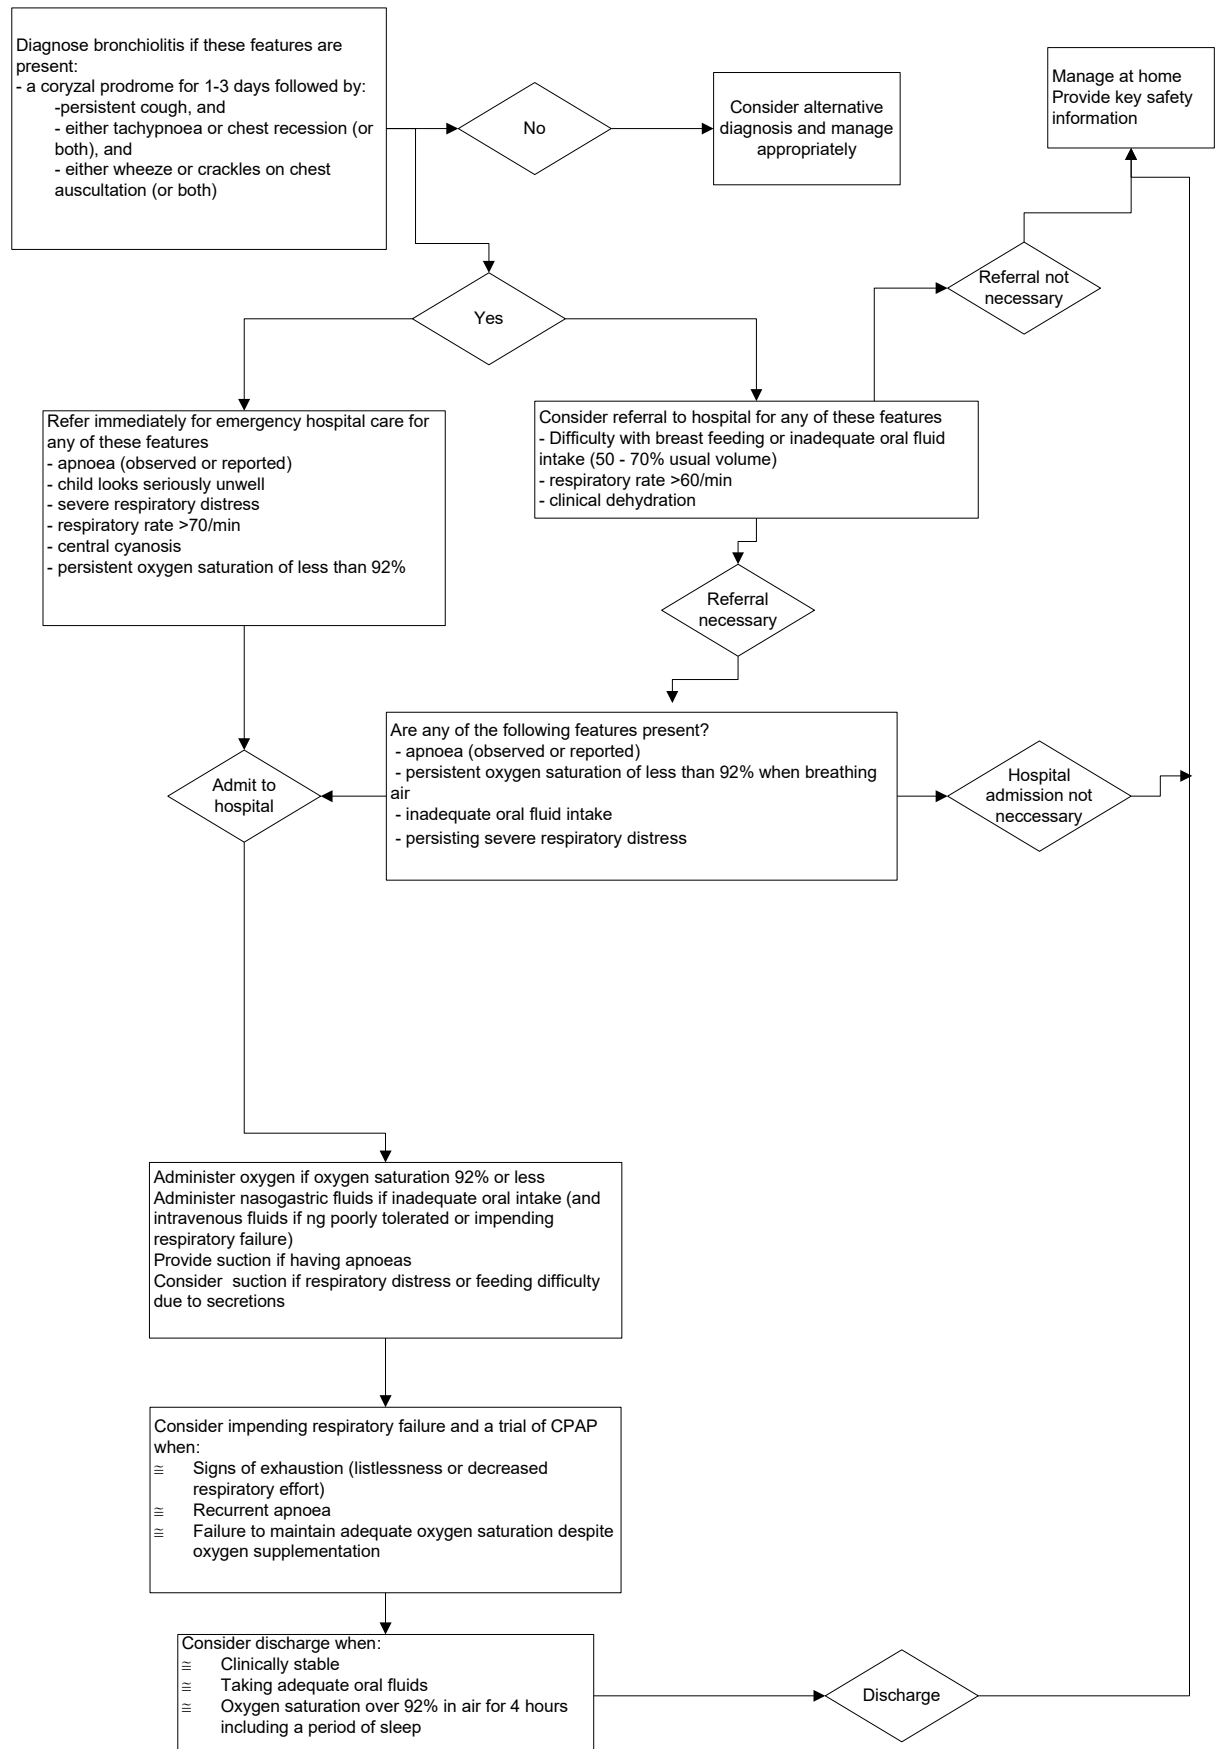 Diagnose bronchiolitis if these features are
present:
- a coryzal prodrome for 1-3 days followed by:
-persistent cough, and
- either tachypnoea or chest recession (or
both), and
- either wheeze or crackles on chest
auscultation (or both)
No
Consider alternative
diagnosis and manage
appropriately
Manage at home
Provide key safety
information
Yes
Referral not
necessary
Refer immediately for emergency hospital care for
any of these features
- apnoea (observed or reported)
- child looks seriously unwell
- severe respiratory distress
- respiratory rate >70/min
- central cyanosis
- persistent oxygen saturation of less than 92%
Consider referral to hospital for any of these features
- Difficulty with breast feeding or inadequate oral fluid
intake (50 - 70% usual volume)
- respiratory rate >60/min
- clinical dehydration
Referral
necessary
Are any of the following features present?
- apnoea (observed or reported)
- persistent oxygen saturation of less than 92% when breathing
air
- inadequate oral fluid intake
- persisting severe respiratory distress
Admit to
hospital
Hospital
admission not
neccessary
Administer oxygen if oxygen saturation 92% or less
Administer nasogastric fluids if inadequate oral intake (and
intravenous fluids if ng poorly tolerated or impending
respiratory failure)
Provide suction if having apnoeas
Consider  suction if respiratory distress or feeding difficulty
due to secretions
Consider impending respiratory failure and a trial of CPAP
when:
≅ Signs of exhaustion (listlessness or decreased
respiratory effort)
≅ Recurrent apnoea
≅ Failure to maintain adequate oxygen saturation despite
oxygen supplementation
Consider discharge when:
≅ Clinically stable
≅ Taking adequate oral fluids
≅ Oxygen saturation over 92% in air for 4 hours
including a period of sleep
Discharge